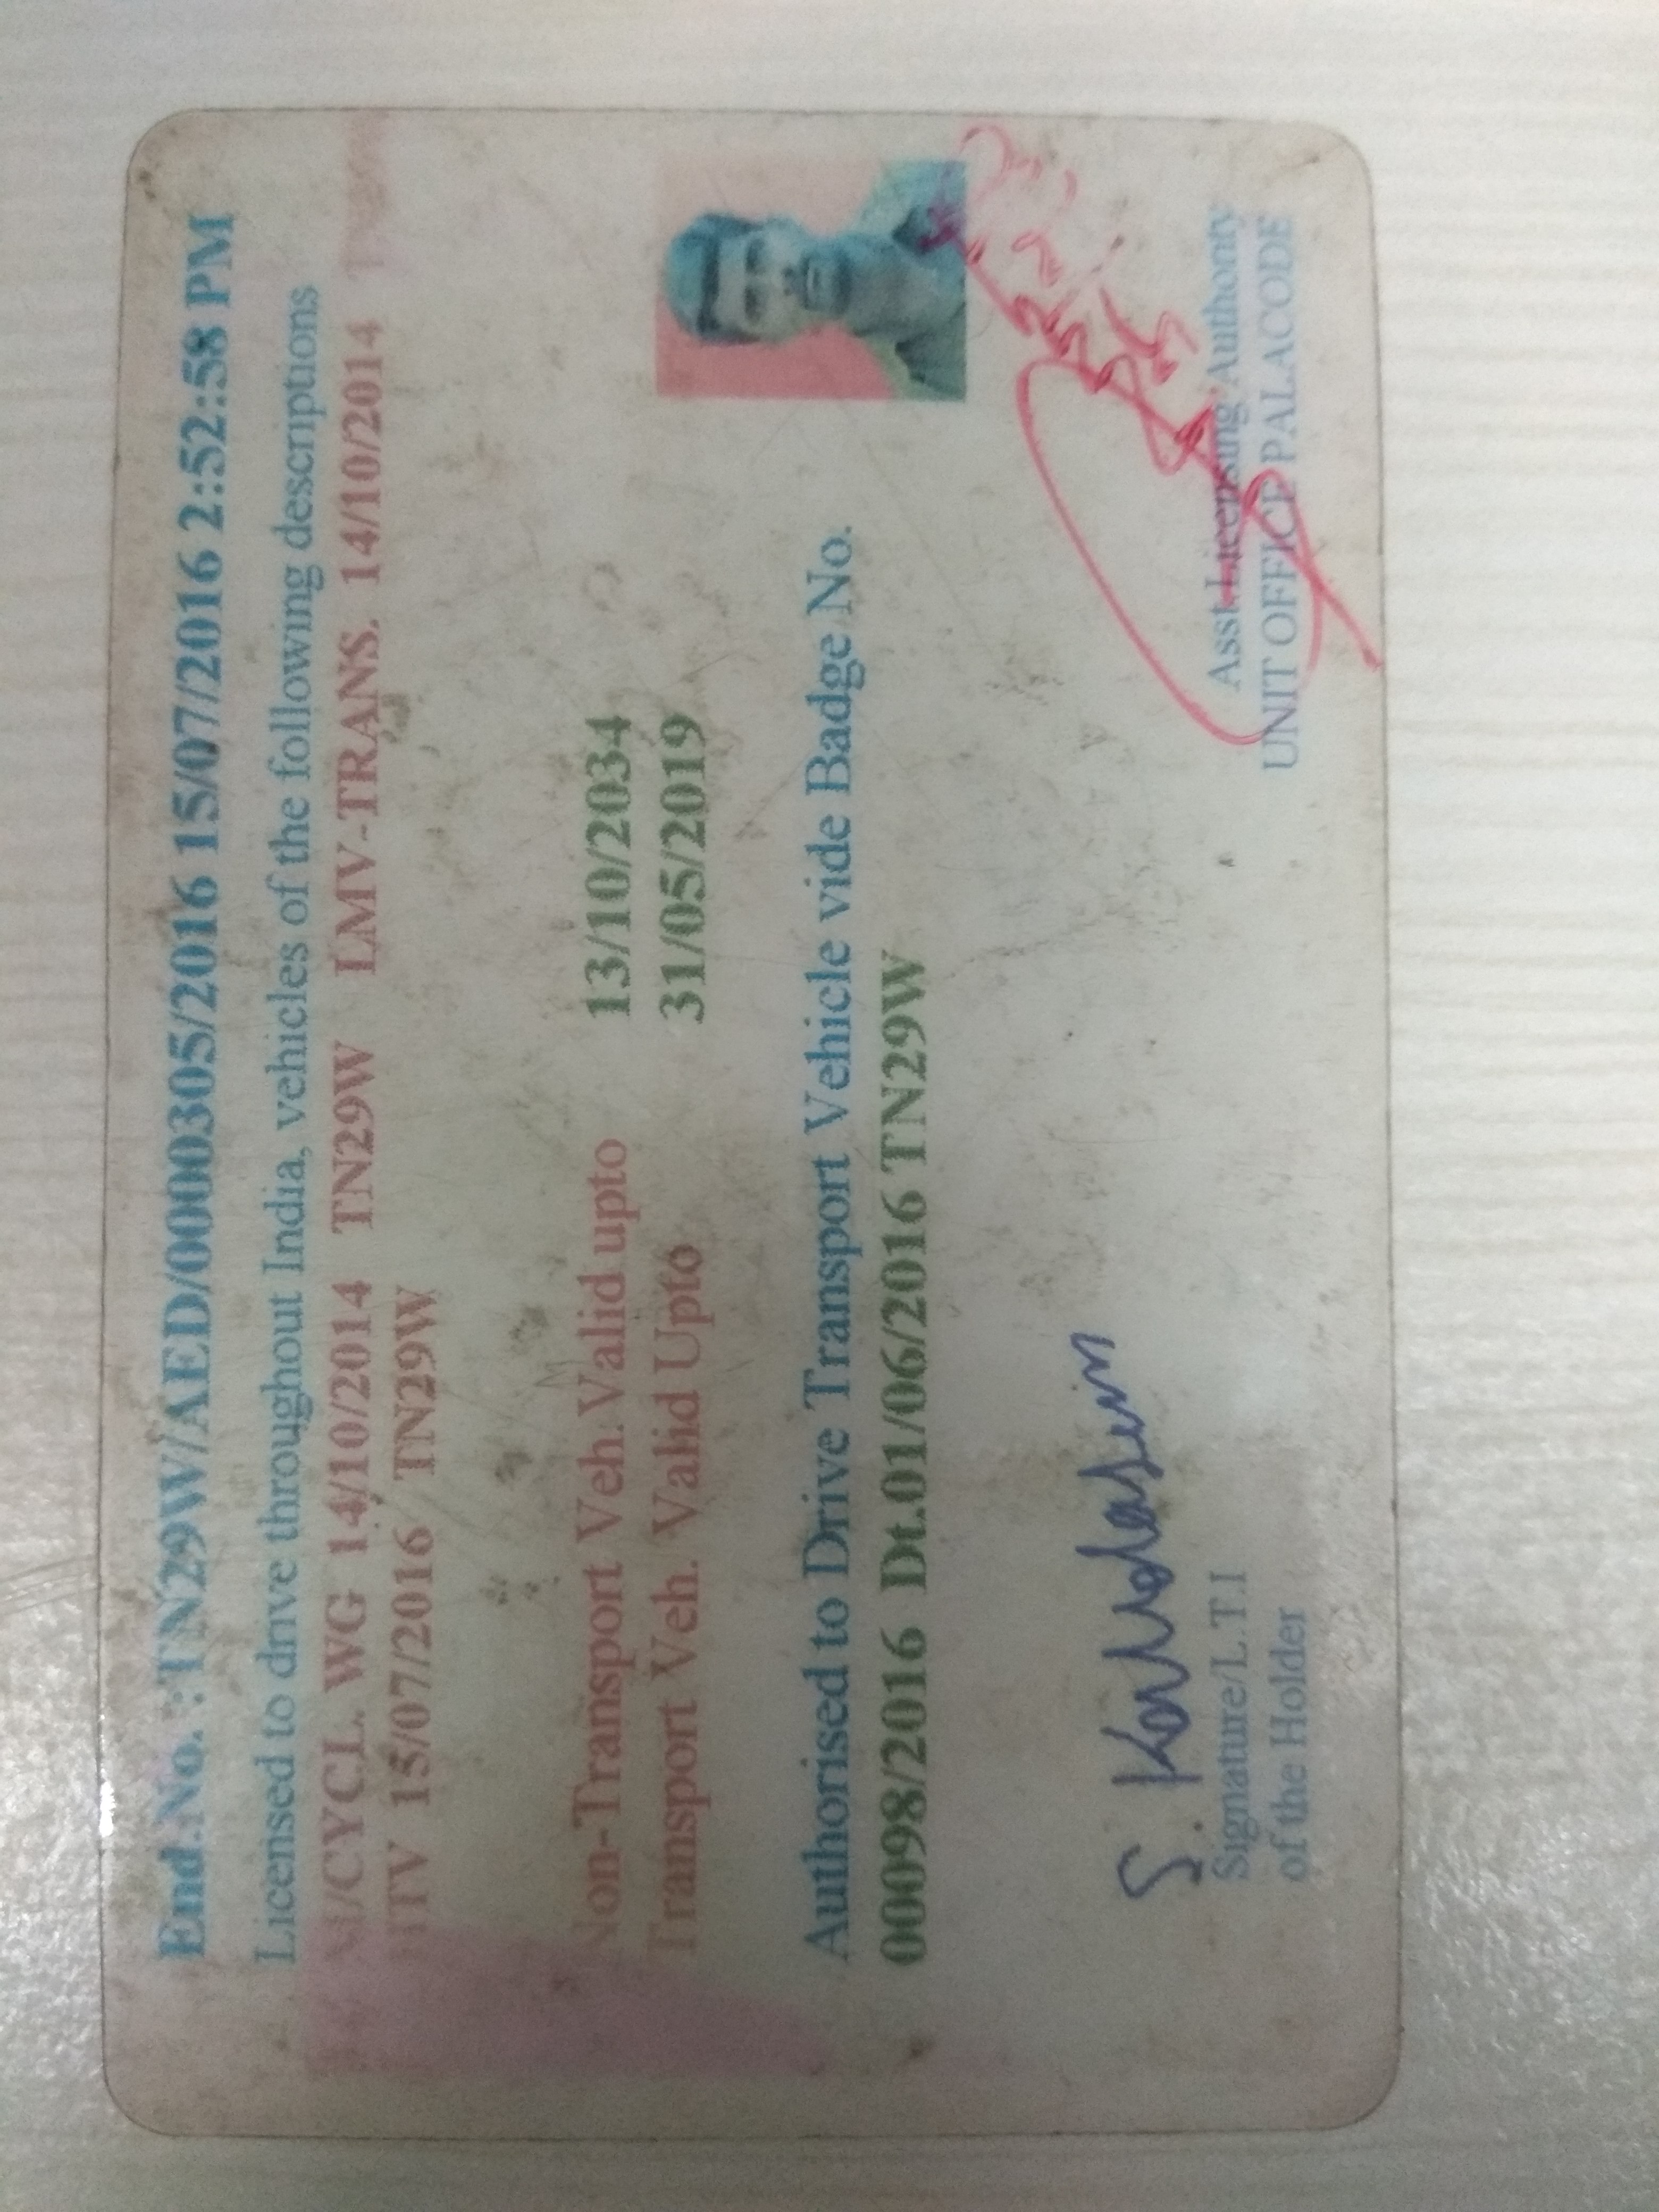 End.No. :TN29W/AED/0000305/2016 15/07/2016 2:52:58 PM
Licensed to drive throughout India, vehicles of the following descriptions
M/CYCL. WG 14/10/2014 TN29W LMV-TRANS. 14/10/2014
HTV 15/07/2016 TN29W
Non-Transport Veh. Valid upto 13/10/2034
Transport Veh. Valid Upto 31/05/2019
Authorised to Drive Transport Vehicle vide Badge No.
00098/2016 Dt.01/06/2016 TN29W
Signature/L.T.I
of the Holder
Asst.Licensing Authority
UNIT OFFICE PALACODE